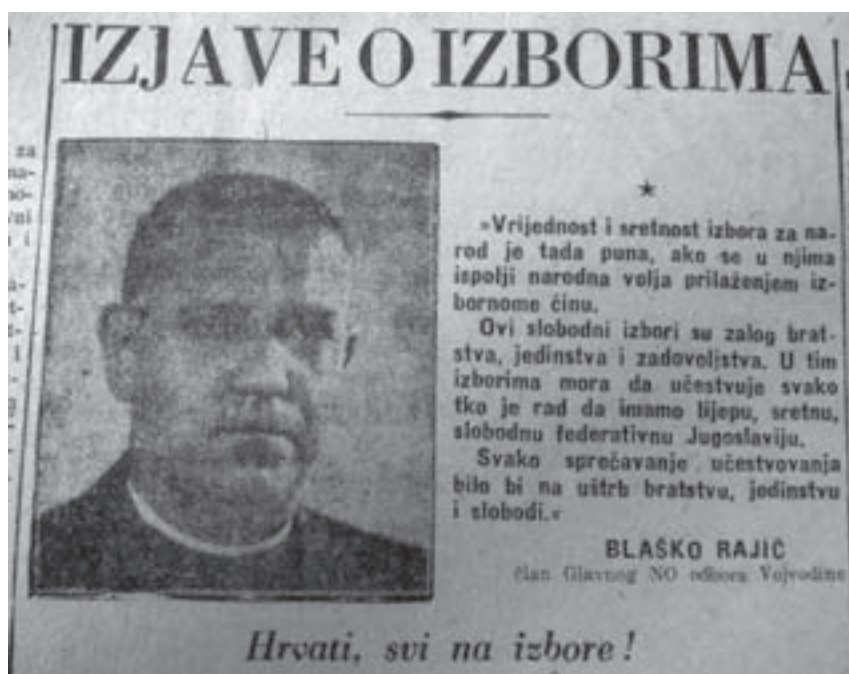 IZJAVE O IZBORIMA
za
»Vrijednost i sretnost izbora za na-
rod je tada puna, ako se u njima
ispolji narodna volja prilaženjem iz-
bornome činu.
Ovi slobodni izbori su zalog brat-
stva, jedinstva i zadovoljstva. U tim
izborima mora da učestvuje svako
tko je rad da imamo lijepu, sretnu,
slobodnu federativnu Jugoslaviju.
Svako sprečavanje učestvovanja
bilo bi na uštrb bratstvu, jedinstvu
i slobodi.«
BLAŠKO RAJIĆ
član Glavnog NO odbora Vojvodine
Hrvati, svi na izbore!